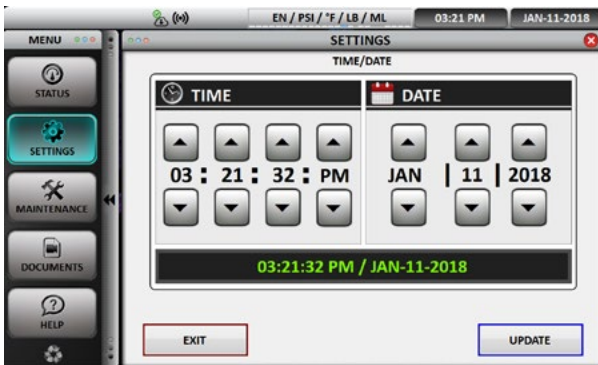 EN / PSI / °F / LB / ML
03:21 PM
JAN-11-2018
MENU
SETTINGS
TIME/DATE
STATUS
SETTINGS
MAINTENANCE
DOCUMENTS
HELP
TIME
DATE
03 : 21 : 32 : PM
JAN | 11 | 2018
03:21:32 PM / JAN-11-2018
EXIT
UPDATE